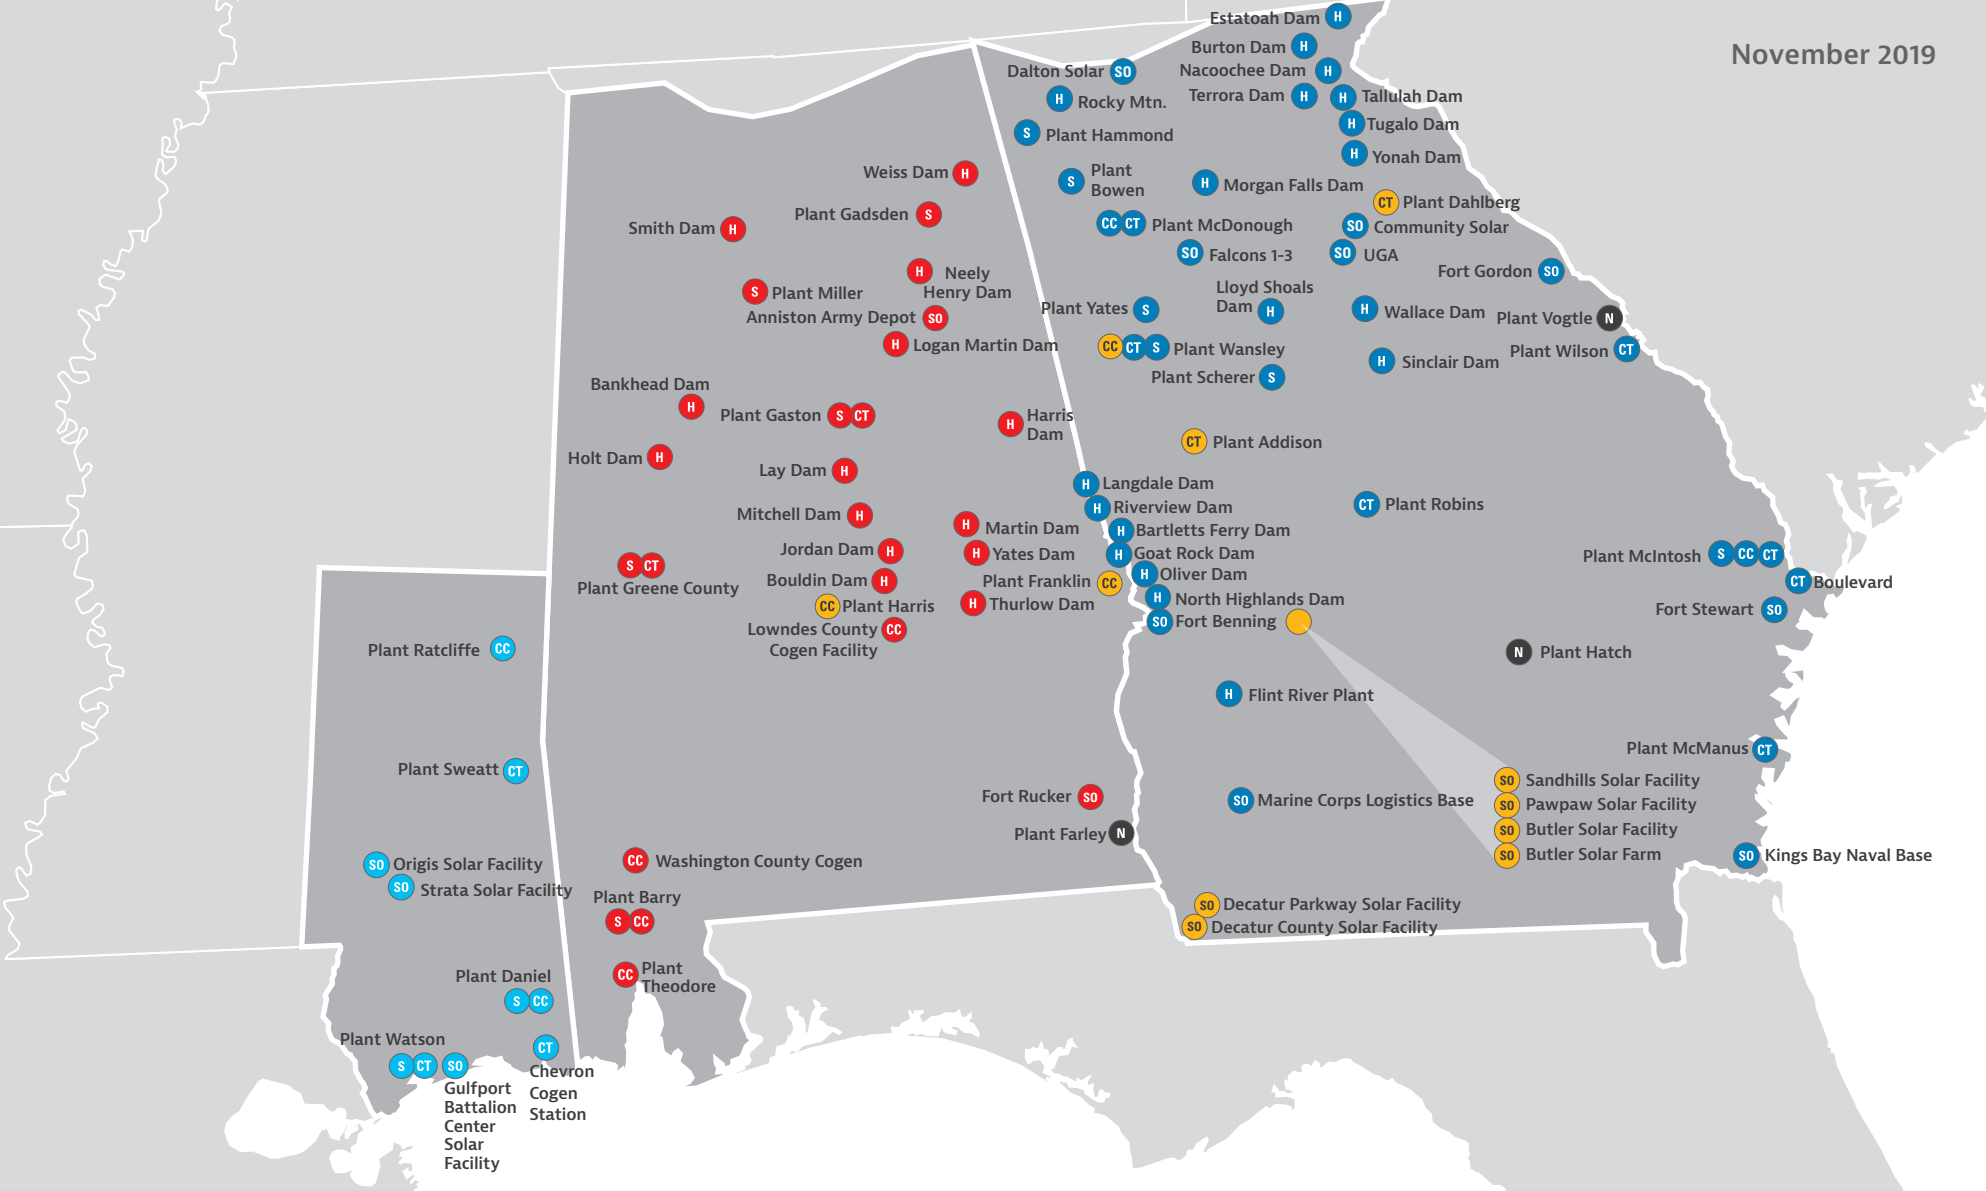 November 2019
Estatoah Dam H
Burton Dam H
Nacoochee Dam H
Terrora Dam H
H Tallulah Dam
H Tugalo Dam
H Yonah Dam
Dalton Solar SO
H Rocky Mtn.
S Plant Hammond
S Plant
Bowen
H Morgan Falls Dam
CT Plant Dahlberg
CC CT Plant McDonough
SO Community Solar
SO Falcons 1-3
SO UGA
Fort Gordon SO
Lloyd Shoals
Dam H
Plant Yates S
H Wallace Dam
Plant Vogtle N
CC CT S Plant Wansley
Plant Wilson CT
H Sinclair Dam
Plant Scherer S
CT Plant Addison
Weiss Dam H
Plant Gadsden S
Smith Dam H
H Neely
Henry Dam
S Plant Miller
Anniston Army Depot SO
H Logan Martin Dam
Bankhead Dam
H
Plant Gaston S CT
H Harris
Dam
Holt Dam H
Lay Dam H
Mitchell Dam H
H Martin Dam
Jordan Dam H
H Yates Dam
S CT
Plant Greene County
Bouldin Dam H
Plant Franklin CC
CC Plant Harris
H Thurlow Dam
Lowndes County CC
Cogen Facility
H Langdale Dam
H Riverview Dam
H Bartletts Ferry Dam
H Goat Rock Dam
H Oliver Dam
H North Highlands Dam
SO Fort Benning
CT Plant Robins
Plant McIntosh S CC CT
CT Boulevard
Fort Stewart SO
N Plant Hatch
H Flint River Plant
Plant McManus CT
SO Sandhills Solar Facility
SO Pawpaw Solar Facility
SO Butler Solar Facility
SO Butler Solar Farm
SO Marine Corps Logistics Base
SO Kings Bay Naval Base
SO Decatur Parkway Solar Facility
SO Decatur County Solar Facility
Fort Rucker SO
Plant Farley N
CC Washington County Cogen
Plant Barry
S CC
CC Plant
Theodore
Plant Ratcliffe CC
Plant Sweatt CT
SO Origis Solar Facility
SO Strata Solar Facility
Plant Daniel
S CC
Plant Watson
S CT SO
Gulfport
Battalion
Center
Solar
Facility
CT
Chevron
Cogen
Station